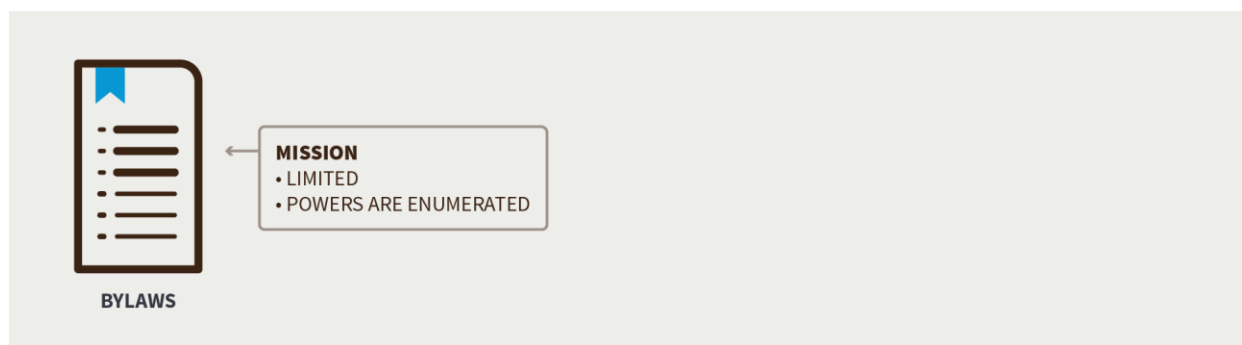 MISSION
• LIMITED
• POWERS ARE ENUMERATED
BYLAWS